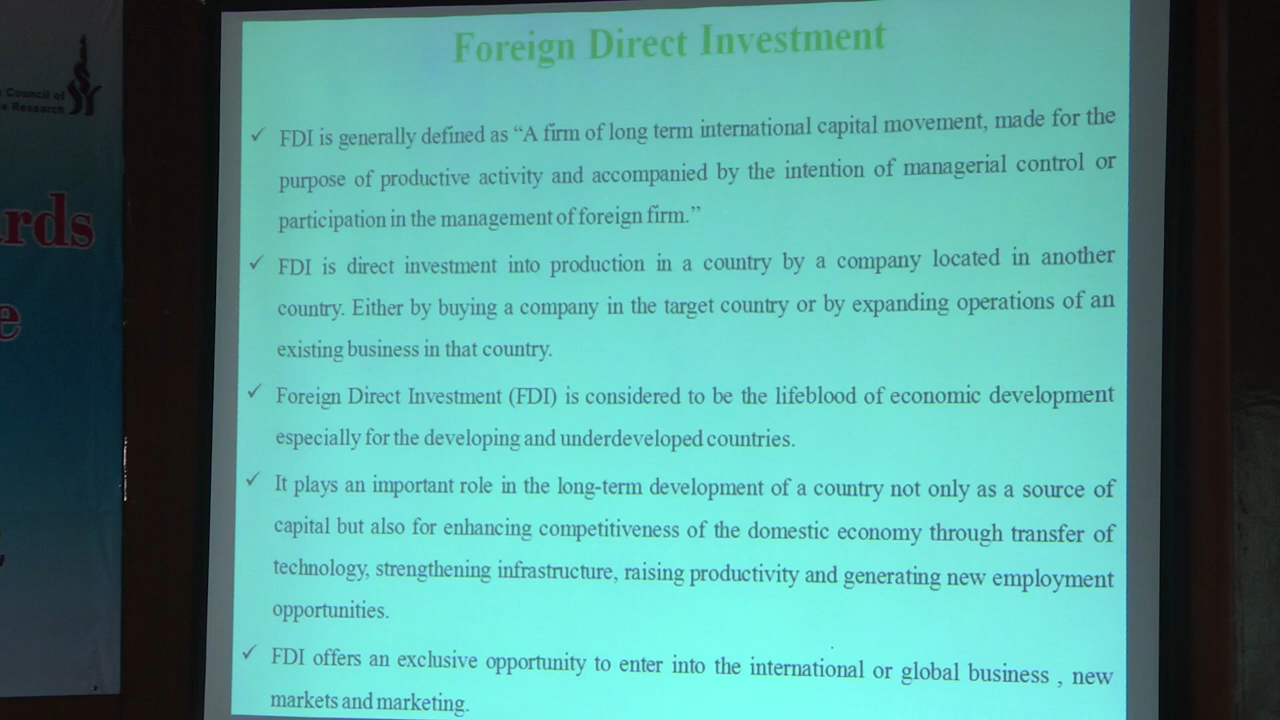 Council of
Research
rds
e
Foreign Direct Investment
✓ FDI is generally defined as “A firm of long term international capital movement, made for the
purpose of productive activity and accompanied by the intention of managerial control or
participation in the management of foreign firm.”
✓ FDI is direct investment into production in a country by a company located in another
country. Either by buying a company in the target country or by expanding operations of an
existing business in that country.
✓ Foreign Direct Investment (FDI) is considered to be the lifeblood of economic development
especially for the developing and underdeveloped countries.
✓ It plays an important role in the long-term development of a country not only as a source of
capital but also for enhancing competitiveness of the domestic economy through transfer of
technology, strengthening infrastructure, raising productivity and generating new employment
opportunities.
✓ FDI offers an exclusive opportunity to enter into the international or global business , new
markets and marketing.